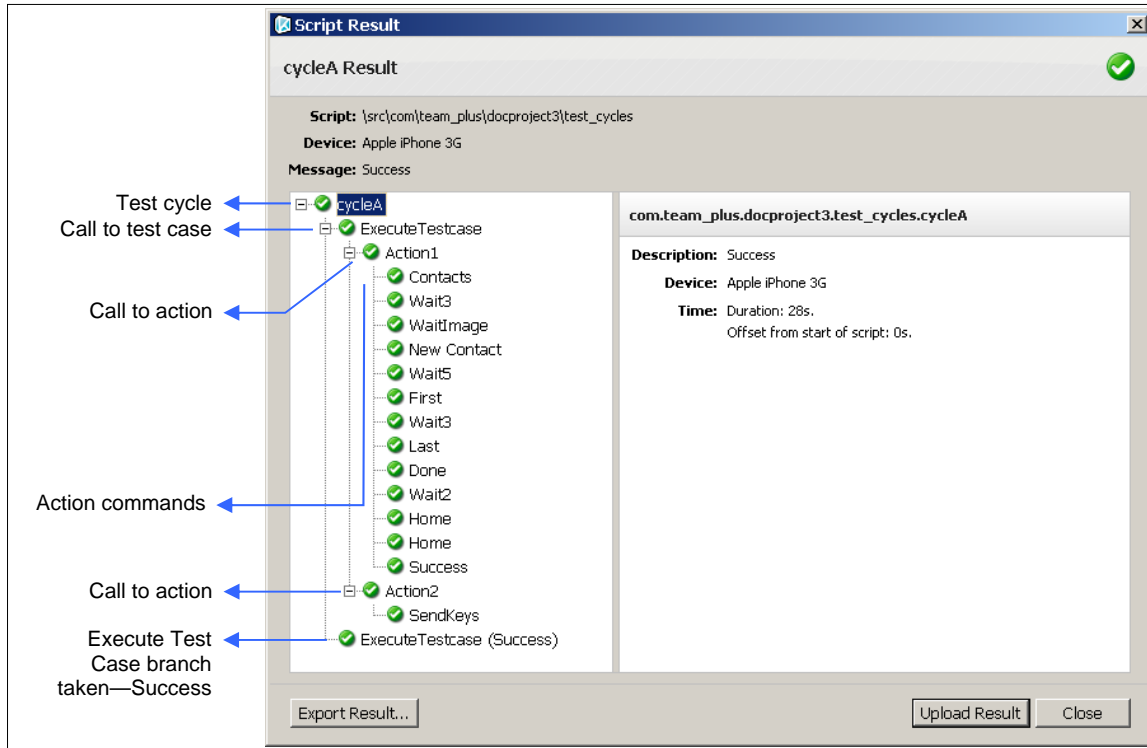 Script Result
cycleA Result
Script: \src\com\team_plus\docproject3\test_cycles
Device: Apple iPhone 3G
Message: Success
Test cycle
Call to test case
Call to action
Action commands
Call to action
Execute Test
Case branch
taken—Success
cycleA
ExecuteTestcase
Action1
Contacts
Wait3
WaitImage
New Contact
Wait5
First
Wait3
Last
Done
Wait2
Home
Home
Success
Action2
SendKeys
ExecuteTestcase (Success)
com.team_plus.docproject3.test_cycles.cycleA
Description: Success
Device: Apple iPhone 3G
Time: Duration: 28s.
Offset from start of script: 0s.
Export Result...
Upload Result
Close